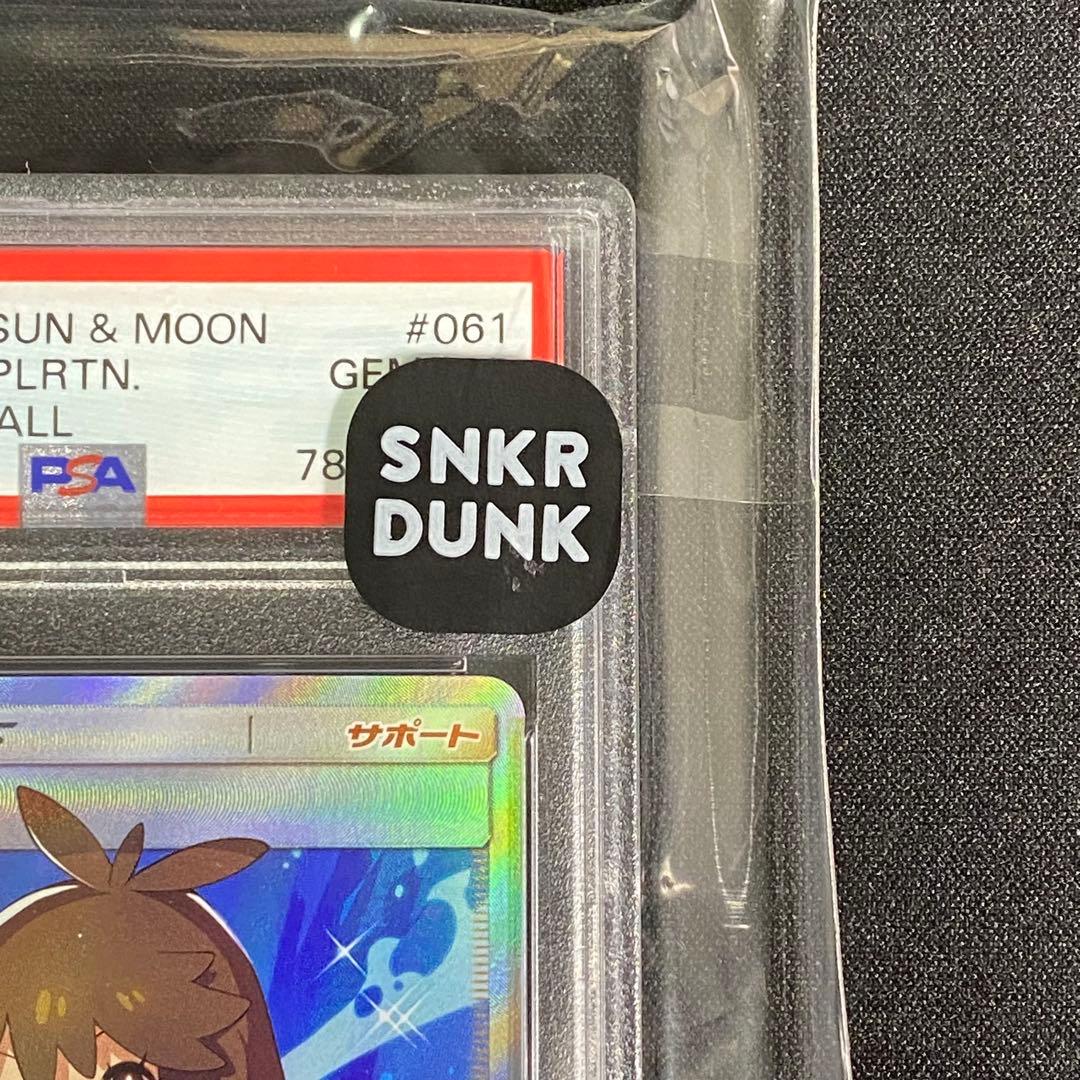 SUN & MOON #061
PLRTN. GEM
ALL
PSA 78
SNKR
DUNK
サポート